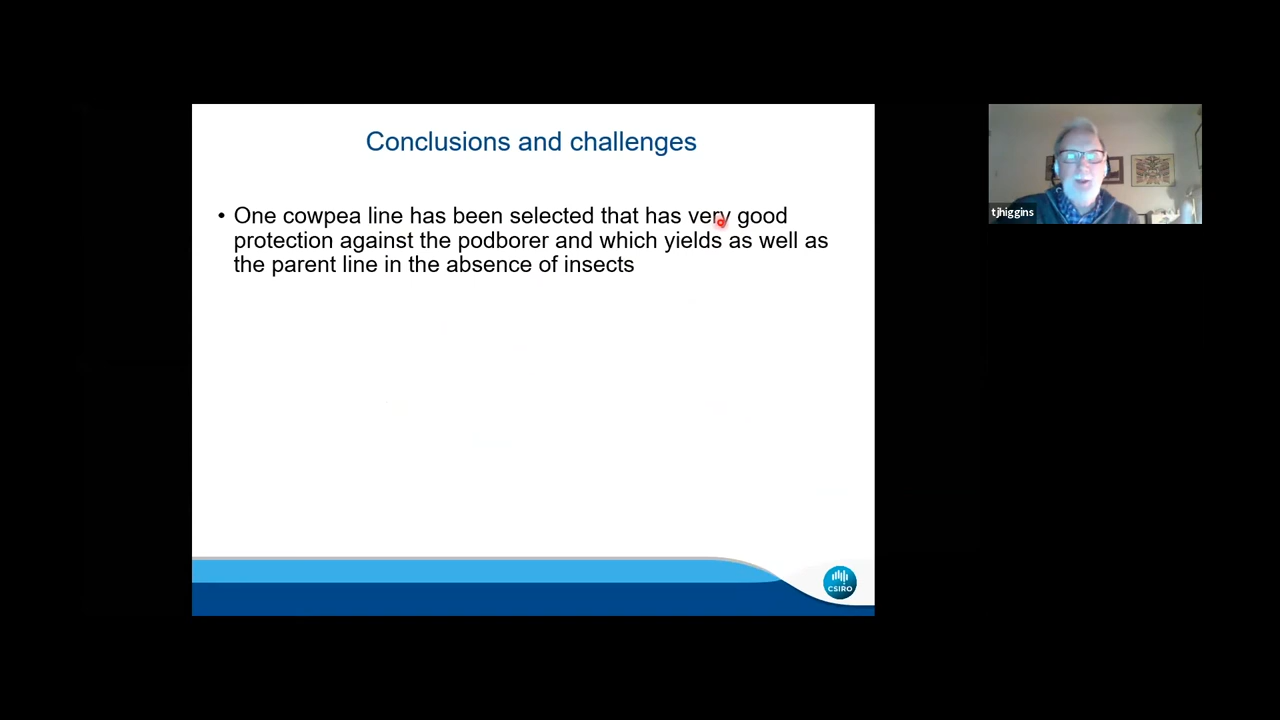 Conclusions and challenges
• One cowpea line has been selected that has very good
protection against the podborer and which yields as well as
the parent line in the absence of insects
tjhiggins
CSIRO